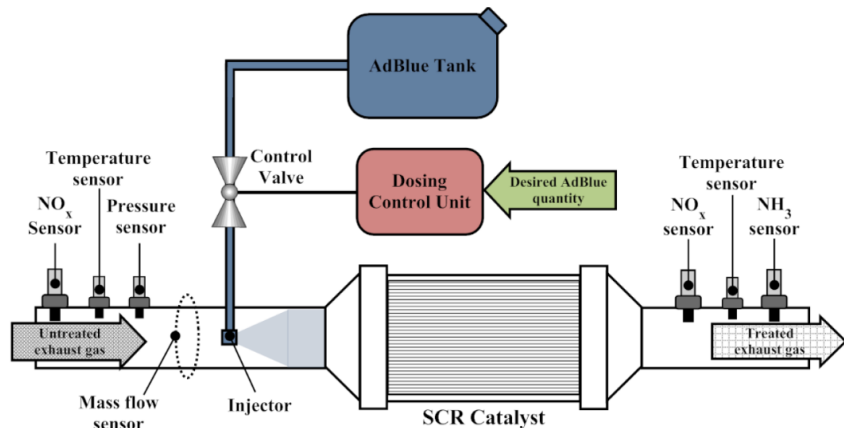 AdBlue Tank
Temperature
sensor
Control
Valve
Dosing
Control Unit
Desired AdBlue
quantity
Temperature
sensor
NOx
Sensor
Pressure
sensor
NOx
sensor
NH3
sensor
Untreated
exhaust gas
Treated
exhaust gas
Mass flow
sensor
Injector
SCR Catalyst